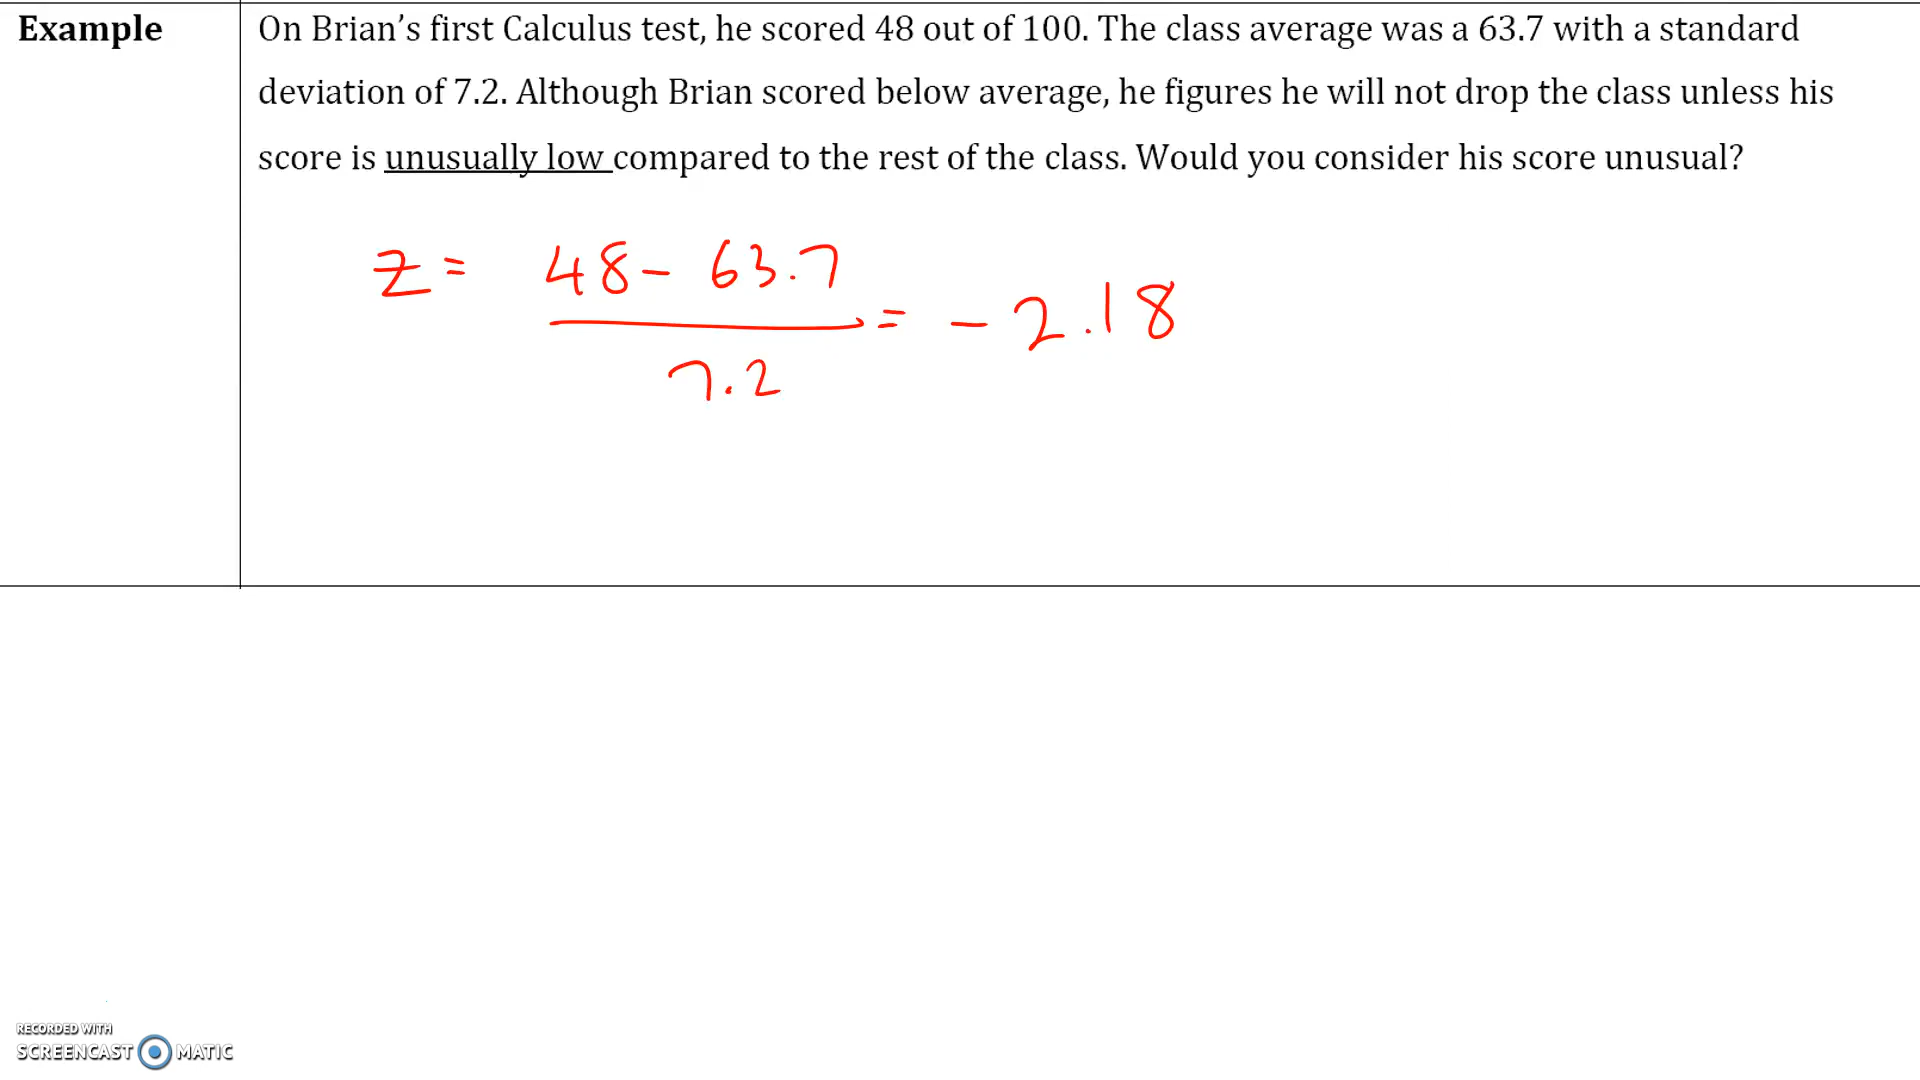 Example
On Brian’s first Calculus test, he scored 48 out of 100. The class average was a 63.7 with a standard
deviation of 7.2. Although Brian scored below average, he figures he will not drop the class unless his
score is unusually low compared to the rest of the class. Would you consider his score unusual?
z = 48 - 63.7
= - 2.18
7.2
RECORDED WITH
SCREENCAST MATIC